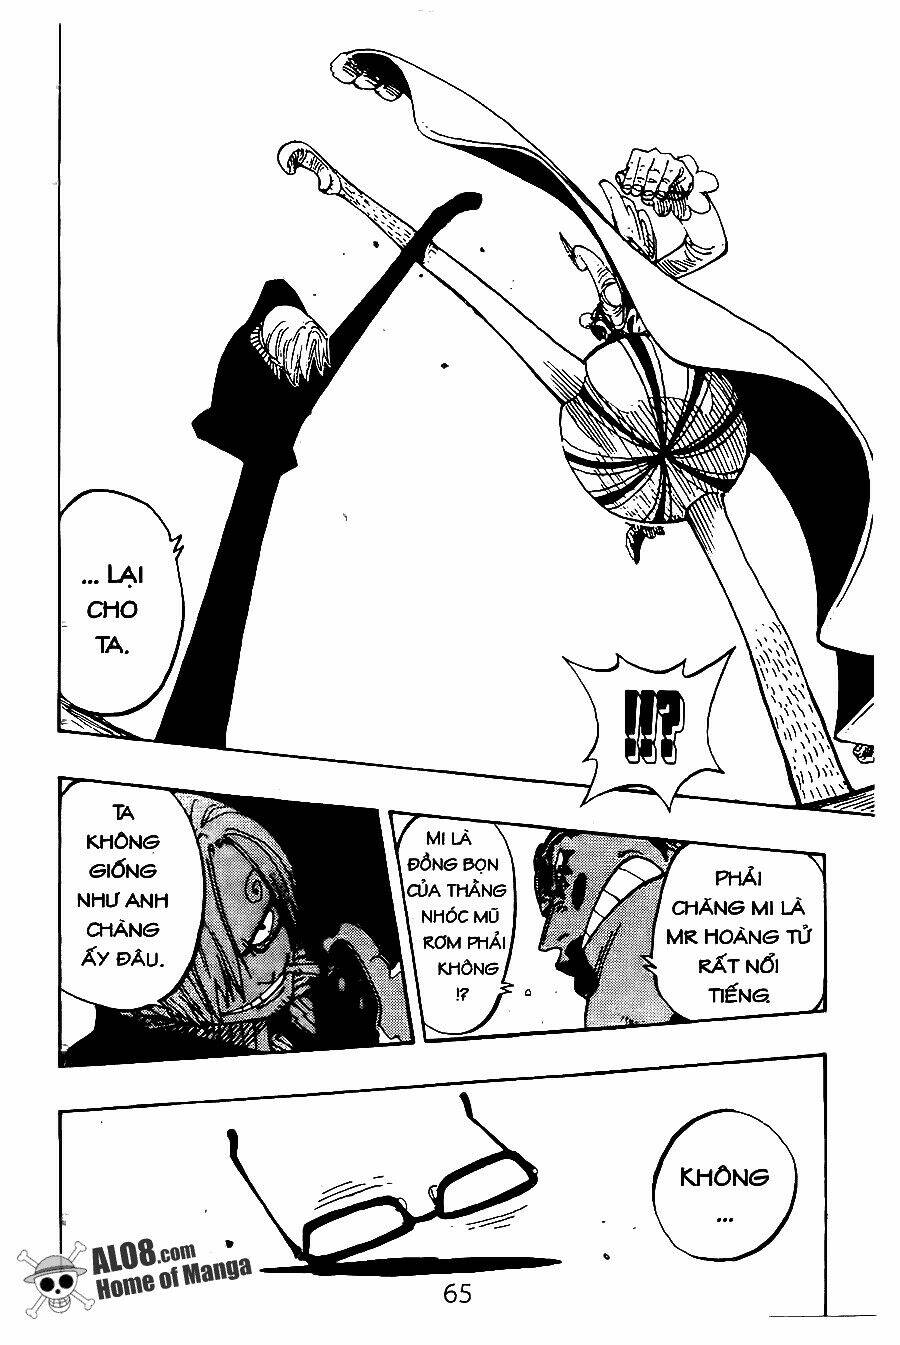 ... LẠI
CHO
TA.
!!!?
PHẢI
CHĂNG MI LÀ
MR HOÀNG TỬ
RẤT NỔI
TIẾNG.
MI LÀ
ĐỒNG BỌN
CỦA THẰNG
NHÓC MŨ
RƠM PHẢI
KHÔNG
!?
TA
KHÔNG
GIỐNG
NHƯ ANH
CHÀNG
ẤY ĐÂU.
KHÔNG
...
AL08.com
Home of Manga
65